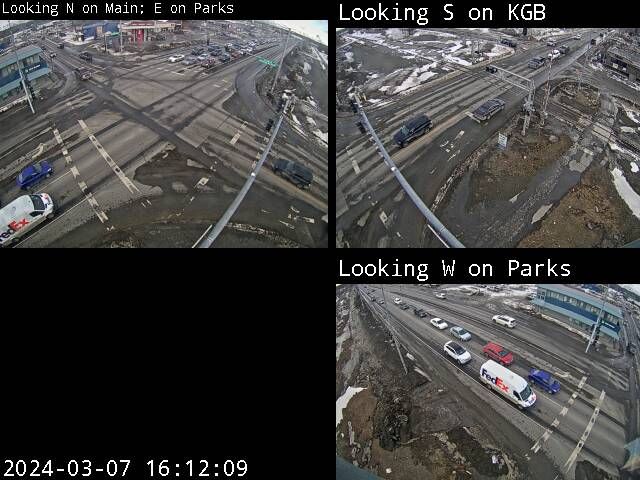 Looking N on Main; E on Parks
Looking S on KGB
FedEx
Looking W on Parks
FedEx
2024-03-07 16:12:09